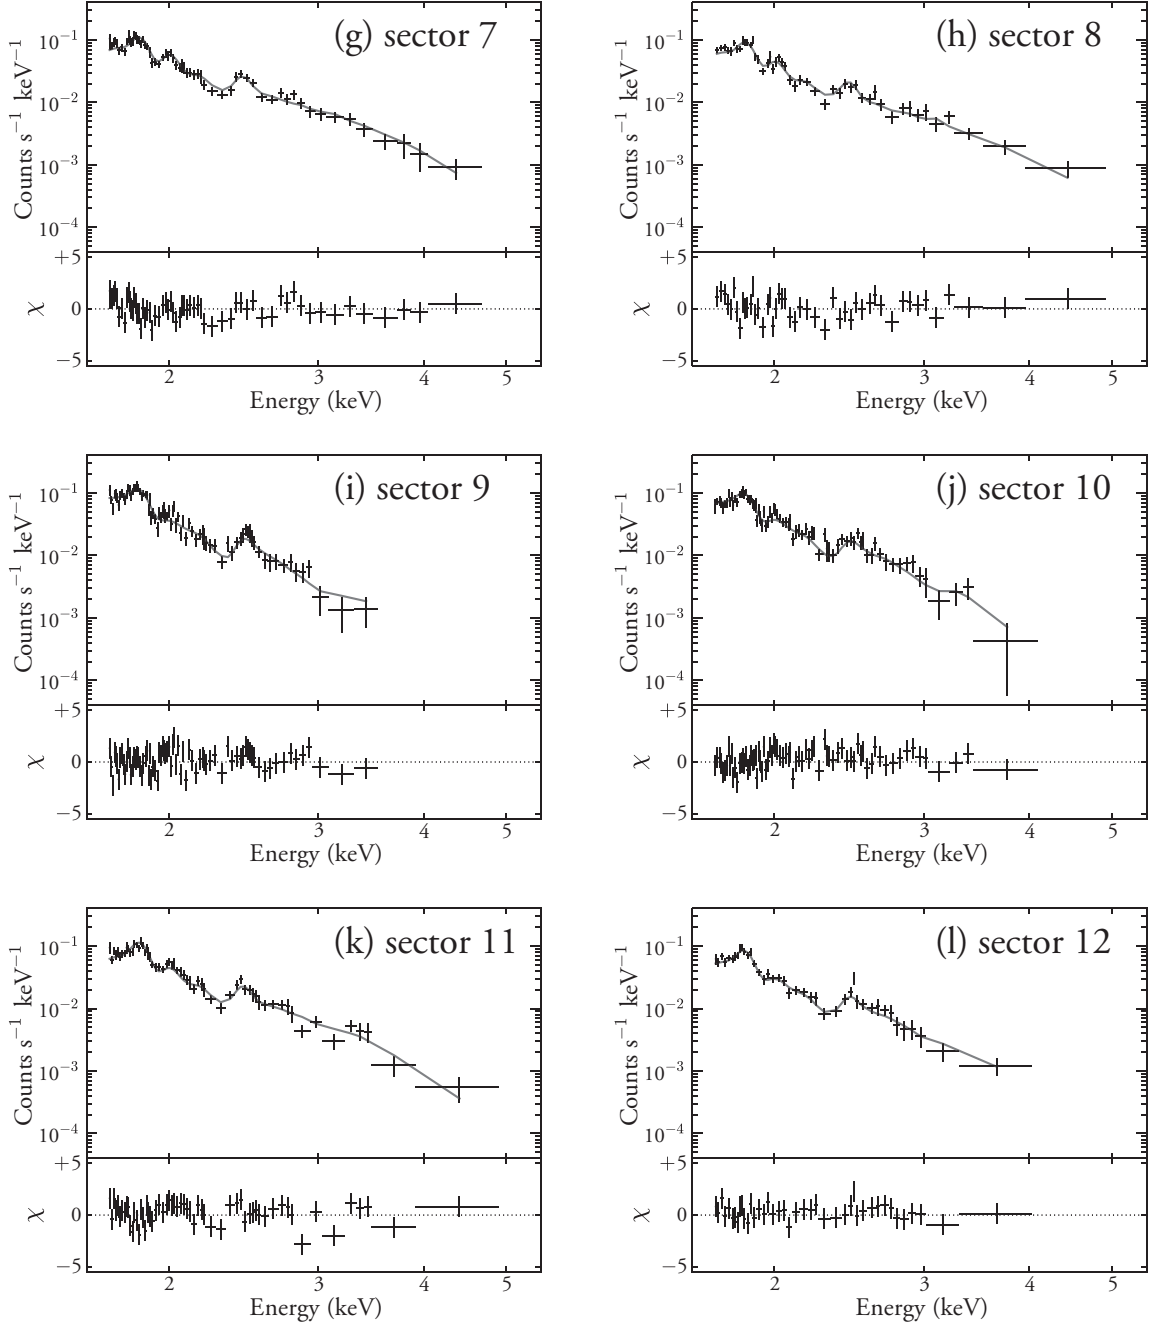 (g) sector 7
Counts s⁻¹ keV⁻¹
10⁻¹
10⁻²
10⁻³
10⁻⁴
+5
0
−5
χ
2 3 4 5
Energy (keV)
(h) sector 8
Counts s⁻¹ keV⁻¹
10⁻¹
10⁻²
10⁻³
10⁻⁴
+5
0
−5
χ
2 3 4 5
Energy (keV)
(i) sector 9
Counts s⁻¹ keV⁻¹
10⁻¹
10⁻²
10⁻³
10⁻⁴
+5
0
−5
χ
2 3 4 5
Energy (keV)
(j) sector 10
Counts s⁻¹ keV⁻¹
10⁻¹
10⁻²
10⁻³
10⁻⁴
+5
0
−5
χ
2 3 4 5
Energy (keV)
(k) sector 11
Counts s⁻¹ keV⁻¹
10⁻¹
10⁻²
10⁻³
10⁻⁴
+5
0
−5
χ
2 3 4 5
Energy (keV)
(l) sector 12
Counts s⁻¹ keV⁻¹
10⁻¹
10⁻²
10⁻³
10⁻⁴
+5
0
−5
χ
2 3 4 5
Energy (keV)